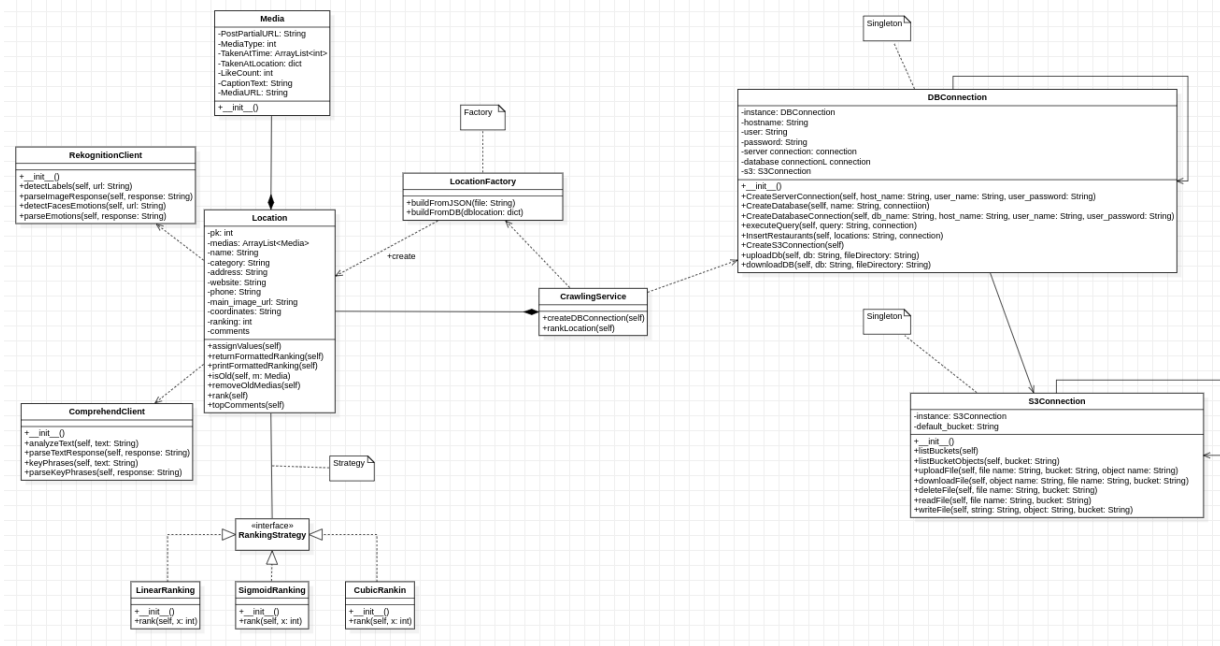 Media
-PostPartialURL: String
-MediaType: int
-TakenAtTime: ArrayList<int>
-TakenAtLocation: dict
-LikeCount: int
-CaptionText: String
-MediaURL: String
+__init__()
Singleton
DBConnection
-instance: DBConnection
-hostname: String
-user: String
-password: String
-server connection: connection
-database connectionL connection
-s3: S3Connection
+__init__()
+CreateServerConnection(self, host_name: String, user_name: String, user_password: String)
+CreateDatabase(self, name: String, connection)
+CreateDatabaseConnection(self, db_name: String, host_name: String, user_name: String, user_password: String)
+executeQuery(self, query: String, connection)
+InsertRestaurants(self, locations: String, connection)
+CreateS3Connection(self)
+uploadDb(self, db: String, fileDirectory: String)
+downloadDB(self, db: String, fileDirectory: String)
Factory
RekognitionClient
+__init__()
+detectLabels(self, url: String)
+parseImageResponse(self, response: String)
+detectFacesEmotions(self, url: String)
+parseEmotions(self, response: String)
LocationFactory
+buildFromJSON(file: String)
+buildFromDB(dblocation: dict)
Location
-pk: int
-medias: ArrayList<Media>
-name: String
-category: String
-address: String
-website: String
-phone: String
-main_image_url: String
-coordinates: String
-ranking: int
-comments
+assignValues(self)
+returnFormattedRanking(self)
+printFormattedRanking(self)
+isOld(self, m: Media)
+removeOldMedias(self)
+rank(self)
+topComments(self)
+create
CrawlingService
+createDBConnection(self)
+rankLocation(self)
Singleton
S3Connection
-instance: S3Connection
-default_bucket: String
+__init__()
+listBuckets(self)
+listBucketObjects(self, bucket: String)
+uploadFile(self, file name: String, bucket: String, object name: String)
+downloadFile(self, object name: String, file name: String, bucket: String)
+deleteFile(self, file name: String, bucket: String)
+readFile(self, file name: String, bucket: String)
+writeFile(self, string: String, object: String, bucket: String)
ComprehendClient
+__init__()
+analyzeText(self, text: String)
+parseTextResponse(self, response: String)
+keyPhrases(self, text: String)
+parseKeyPhrases(self, response: String)
Strategy
«interface»
RankingStrategy
LinearRanking
+__init__()
+rank(self, x: int)
SigmoidRanking
+__init__()
+rank(self, x: int)
CubicRankin
+__init__()
+rank(self, x: int)